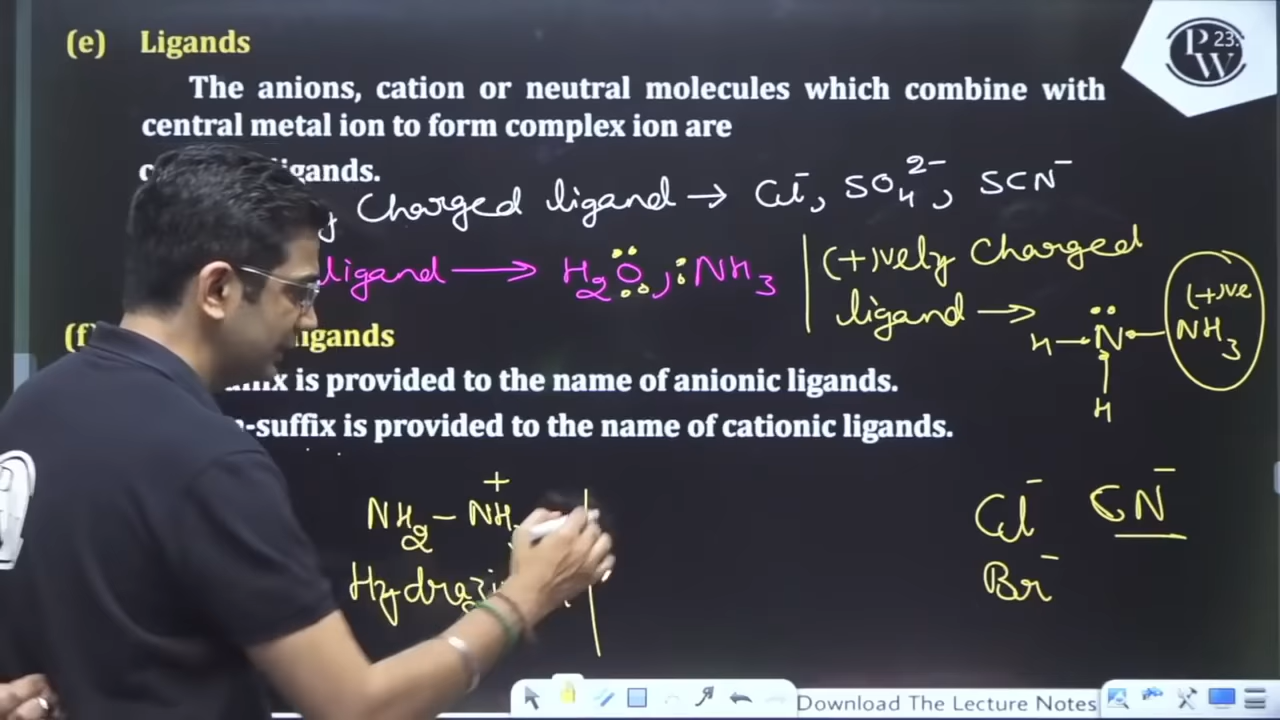 (e) Ligands
PW 23.
The anions, cation or neutral molecules which combine with
central metal ion to form complex ion are
ligands.
y Charged ligand → Cl⁻, SO₄²⁻, SCN⁻
ligand → H₂O, :NH₃
(+)vely Charged
ligand →
H N (+)ve NH₃
H
(f) ligands
is provided to the name of anionic ligands.
-suffix is provided to the name of cationic ligands.
NH₂ – NH +
Cl⁻ CN⁻
Br⁻
Download The Lecture Notes